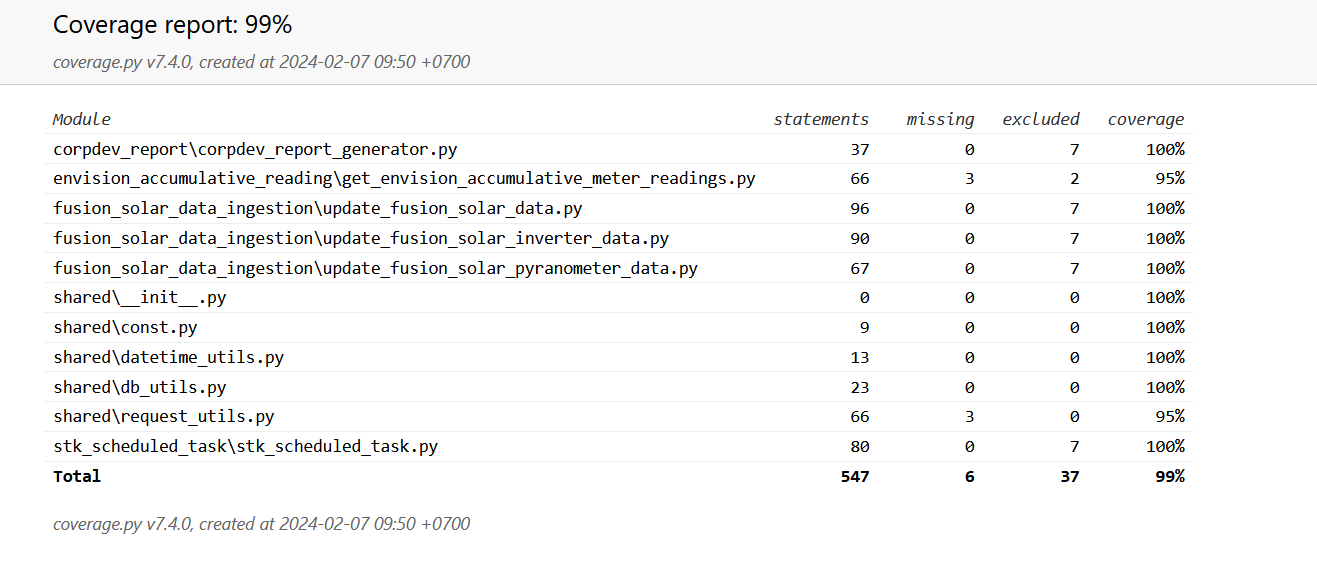 Coverage report: 99%
coverage.py v7.4.0, created at 2024-02-07 09:50 +0700
Module statements missing excluded coverage
corpdev_report\corpdev_report_generator.py 37 0 7 100%
envision_accumulative_reading\get_envision_accumulative_meter_readings.py 66 3 2 95%
fusion_solar_data_ingestion\update_fusion_solar_data.py 96 0 7 100%
fusion_solar_data_ingestion\update_fusion_solar_inverter_data.py 90 0 7 100%
fusion_solar_data_ingestion\update_fusion_solar_pyranometer_data.py 67 0 7 100%
shared\__init__.py 0 0 0 100%
shared\const.py 9 0 0 100%
shared\datetime_utils.py 13 0 0 100%
shared\db_utils.py 23 0 0 100%
shared\request_utils.py 66 3 0 95%
stk_scheduled_task\stk_scheduled_task.py 80 0 7 100%
Total 547 6 37 99%
coverage.py v7.4.0, created at 2024-02-07 09:50 +0700